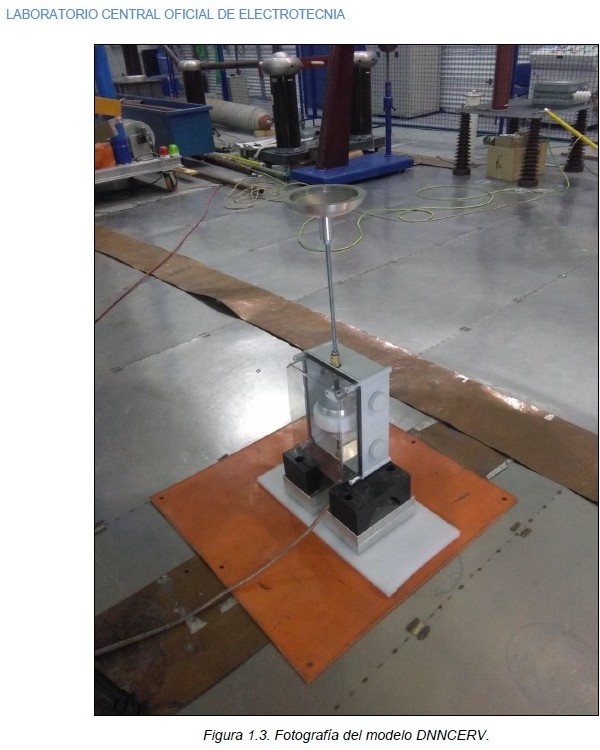 LABORATORIO CENTRAL OFICIAL DE ELECTROTECNIA
Figura 1.3. Fotografía del modelo DNNCERV.